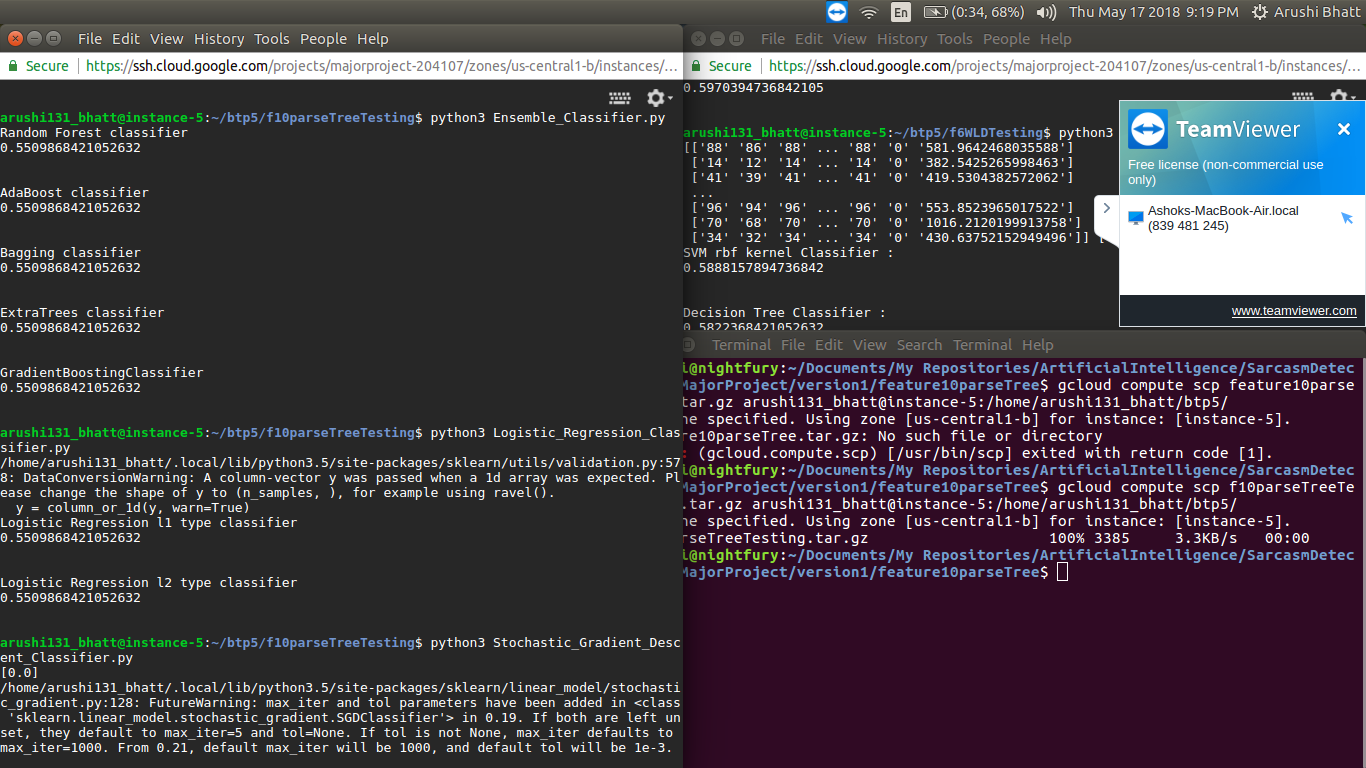 En (0:34, 68%) Thu May 17 2018 9:19 PM Arushi Bhatt
File Edit View History Tools People Help
Secure https://ssh.cloud.google.com/projects/majorproject-204107/zones/us-central1-b/instances/…
arushi131_bhatt@instance-5:~/btp5/f10parseTreeTesting$ python3 Ensemble_Classifier.py
Random Forest classifier
0.5509868421052632
AdaBoost classifier
0.5509868421052632
Bagging classifier
0.5509868421052632
ExtraTrees classifier
0.5509868421052632
GradientBoostingClassifier
0.5509868421052632
arushi131_bhatt@instance-5:~/btp5/f10parseTreeTesting$ python3 Logistic_Regression_Clas
sifier.py
/home/arushi131_bhatt/.local/lib/python3.5/site-packages/sklearn/utils/validation.py:57
8: DataConversionWarning: A column-vector y was passed when a 1d array was expected. Pl
ease change the shape of y to (n_samples, ), for example using ravel().
y = column_or_1d(y, warn=True)
Logistic Regression l1 type classifier
0.5509868421052632
Logistic Regression l2 type classifier
0.5509868421052632
arushi131_bhatt@instance-5:~/btp5/f10parseTreeTesting$ python3 Stochastic_Gradient_Desc
ent_Classifier.py
[0.0]
/home/arushi131_bhatt/.local/lib/python3.5/site-packages/sklearn/linear_model/stochasti
c_gradient.py:128: FutureWarning: max_iter and tol parameters have been added in <class
'sklearn.linear_model.stochastic_gradient.SGDClassifier'> in 0.19. If both are left un
set, they default to max_iter=5 and tol=None. If tol is not None, max_iter defaults to
max_iter=1000. From 0.21, default max_iter will be 1000, and default tol will be 1e-3.
File Edit View History Tools People Help
Secure https://ssh.cloud.google.com/projects/majorproject-204107/zones/us-central1-b/instances/…
0.5970394736842105
arushi131_bhatt@instance-5:~/btp5/f6WLDTesting$ python3
[['88' '86' '88' ... '88' '0' '581.9642468035588']
['14' '12' '14' ... '14' '0' '382.5425265998463']
['41' '39' '41' ... '41' '0' '419.5304382572062']
...
['96' '94' '96' ... '96' '0' '553.8523965017522']
['70' '68' '70' ... '70' '0' '1016.2120199913758']
['34' '32' '34' ... '34' '0' '430.63752152949496']] [
SVM rbf kernel Classifier :
0.5888157894736842
Decision Tree Classifier :
0.5822368421052632
TeamViewer
Free license (non-commercial use
only)
Ashoks-MacBook-Air.local
(839 481 245)
www.teamviewer.com
Terminal File Edit View Search Terminal Help
i@nightfury:~/Documents/My Repositories/ArtificialIntelligence/SarcasmDetec
MajorProject/version1/feature10parseTree$ gcloud compute scp feature10parse
tar.gz arushi131_bhatt@instance-5:/home/arushi131_bhatt/btp5/
ne specified. Using zone [us-central1-b] for instance: [instance-5].
re10parseTree.tar.gz: No such file or directory
: (gcloud.compute.scp) [/usr/bin/scp] exited with return code [1].
i@nightfury:~/Documents/My Repositories/ArtificialIntelligence/SarcasmDetec
MajorProject/version1/feature10parseTree$ gcloud compute scp f10parseTreeTe
.tar.gz arushi131_bhatt@instance-5:/home/arushi131_bhatt/btp5/
ne specified. Using zone [us-central1-b] for instance: [instance-5].
rseTreeTesting.tar.gz 100% 3385 3.3KB/s 00:00
i@nightfury:~/Documents/My Repositories/ArtificialIntelligence/SarcasmDetec
MajorProject/version1/feature10parseTree$